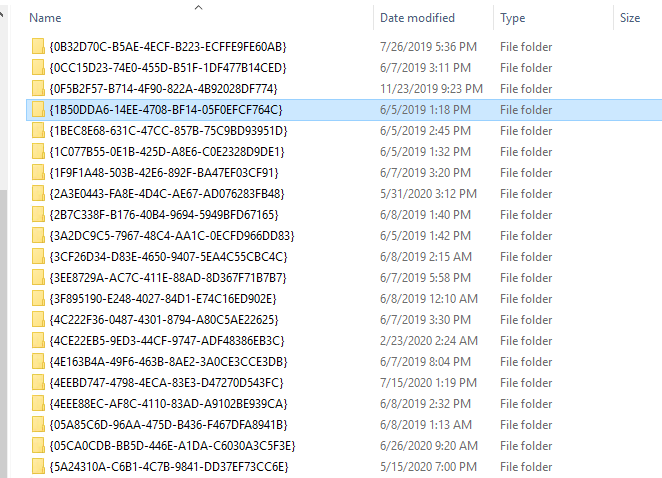 Name Date modified Type Size
{0B32D70C-B5AE-4ECF-B223-ECFFE9FE60AB} 7/26/2019 5:36 PM File folder
{0CC15D23-74E0-455D-B51F-1DF477B14CED} 6/7/2019 3:11 PM File folder
{0F5B2F57-B714-4F90-822A-4B92028DF774} 11/23/2019 9:23 PM File folder
{1B50DDA6-14EE-4708-BF14-05F0EFCF764C} 6/5/2019 1:18 PM File folder
{1BEC8E68-631C-47CC-857B-75C9BD93951D} 6/5/2019 2:45 PM File folder
{1C077B55-0E1B-425D-A8E6-C0E2328D9DE1} 6/5/2019 1:32 PM File folder
{1F9F1A48-503B-42E6-892F-BA47EF03CF91} 6/7/2019 3:20 PM File folder
{2A3E0443-FA8E-4D4C-AE67-AD076283FB48} 5/31/2020 3:12 PM File folder
{2B7C338F-B176-40B4-9694-5949BFD67165} 6/8/2019 1:40 PM File folder
{3A2DC9C5-7967-48C4-AA1C-0ECFD966DD83} 6/5/2019 1:42 PM File folder
{3CF26D34-D83E-4650-9407-5EA4C55CBC4C} 6/8/2019 2:15 AM File folder
{3EE8729A-AC7C-411E-88AD-8D367F71B7B7} 6/7/2019 5:58 PM File folder
{3F895190-E248-4027-84D1-E74C16ED902E} 6/8/2019 12:10 AM File folder
{4C222F36-0487-4301-8794-A80C5AE22625} 6/7/2019 3:30 PM File folder
{4CE22EB5-9ED3-44CF-9747-ADF48386EB3C} 2/23/2020 2:24 AM File folder
{4E163B4A-49F6-463B-8AE2-3A0CE3CCE3DB} 6/7/2019 8:04 PM File folder
{4EEBD747-4798-4ECA-83E3-D47270D543FC} 7/15/2020 1:19 PM File folder
{4EEE88EC-AF8C-4110-83AD-A9102BE939CA} 6/8/2019 2:32 PM File folder
{05A85C6D-96AA-475D-B436-F467DFA8941B} 6/8/2019 1:13 AM File folder
{05CA0CDB-BB5D-446E-A1DA-C6030A3C5F3E} 6/26/2020 9:20 AM File folder
{5A24310A-C6B1-4C7B-9841-DD37EF73CC6E} 5/15/2020 7:00 PM File folder